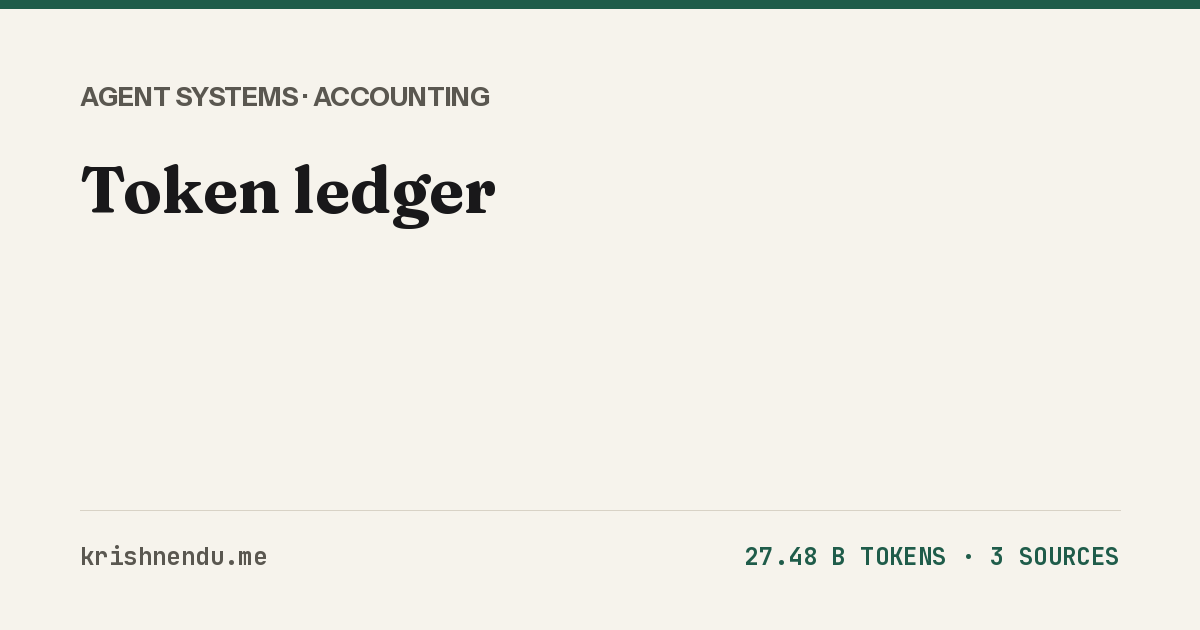 AGENT SYSTEMS · ACCOUNTING
Token ledger
krishnendu.me
27.48 B TOKENS · 3 SOURCES